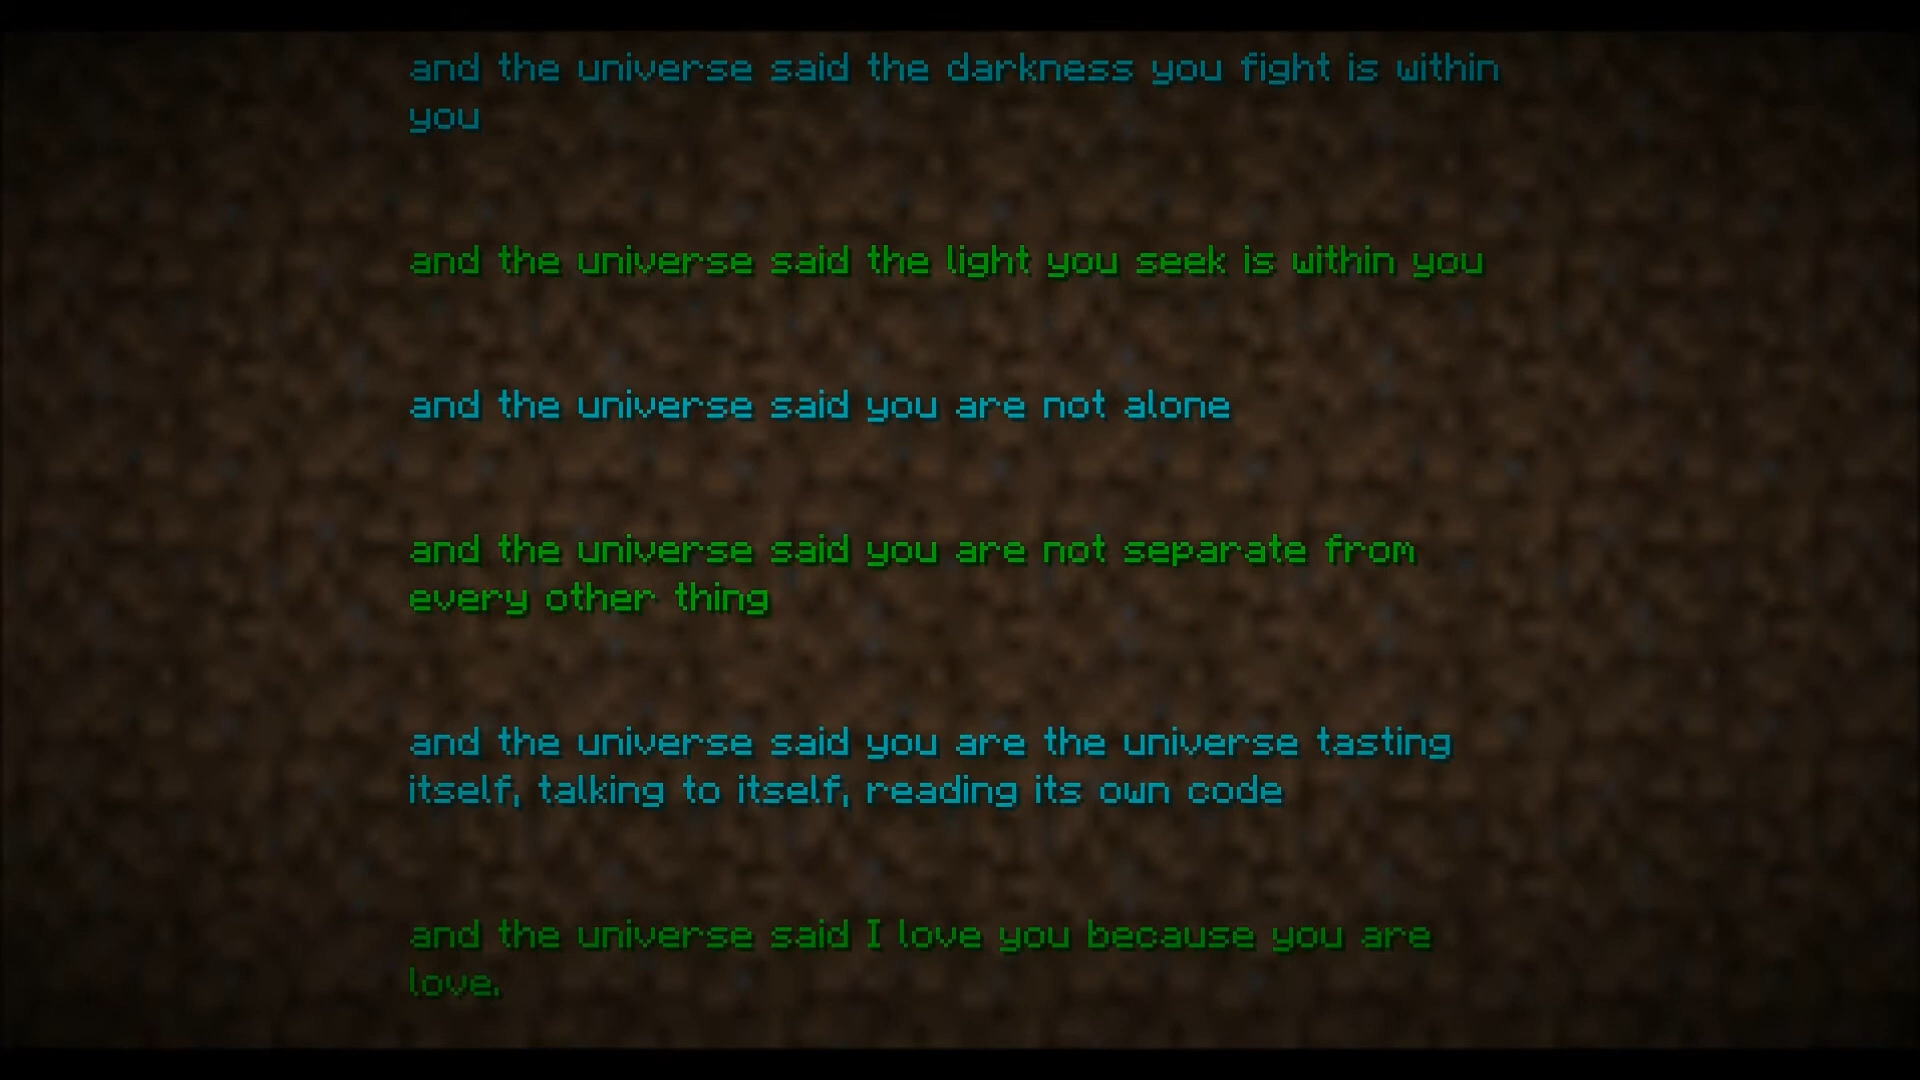 and the universe said the darkness you fight is within
you
and the universe said the light you seek is within you
and the universe said you are not alone
and the universe said you are not separate from
every other thing
and the universe said you are the universe tasting
itself, talking to itself, reading its own code
and the universe said I love you because you are
love.